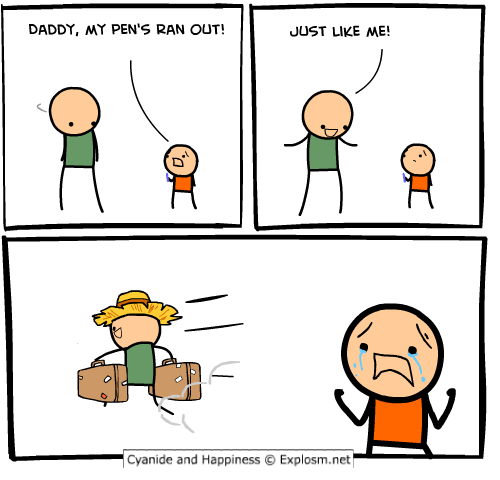 DADDY, MY PEN'S RAN OUT!
JUST LIKE ME!
Cyanide and Happiness © Explosm.net